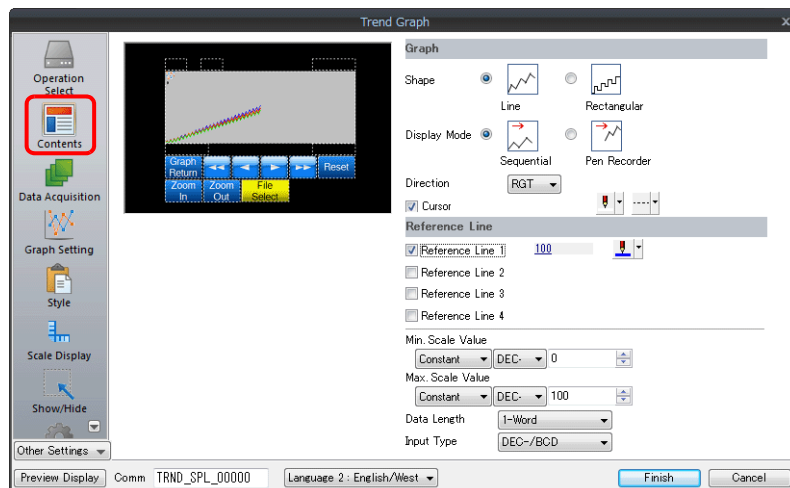 Trend Graph
x
Operation
Select
Contents
Data Acquisition
Graph Setting
Style
Scale Display
Show/Hide
Other Settings
Graph
Return
Reset
Zoom
In
Zoom
Out
File
Select
Graph
Shape
Line
Rectangular
Display Mode
Sequential
Pen Recorder
Direction
RGT
Cursor
Reference Line
Reference Line 1
100
Reference Line 2
Reference Line 3
Reference Line 4
Min. Scale Value
Constant DEC- 0
Max. Scale Value
Constant DEC- 100
Data Length 1-Word
Input Type DEC-/BCD
Preview Display Comm TRND_SPL_00000 Language 2 : English/West Finish Cancel